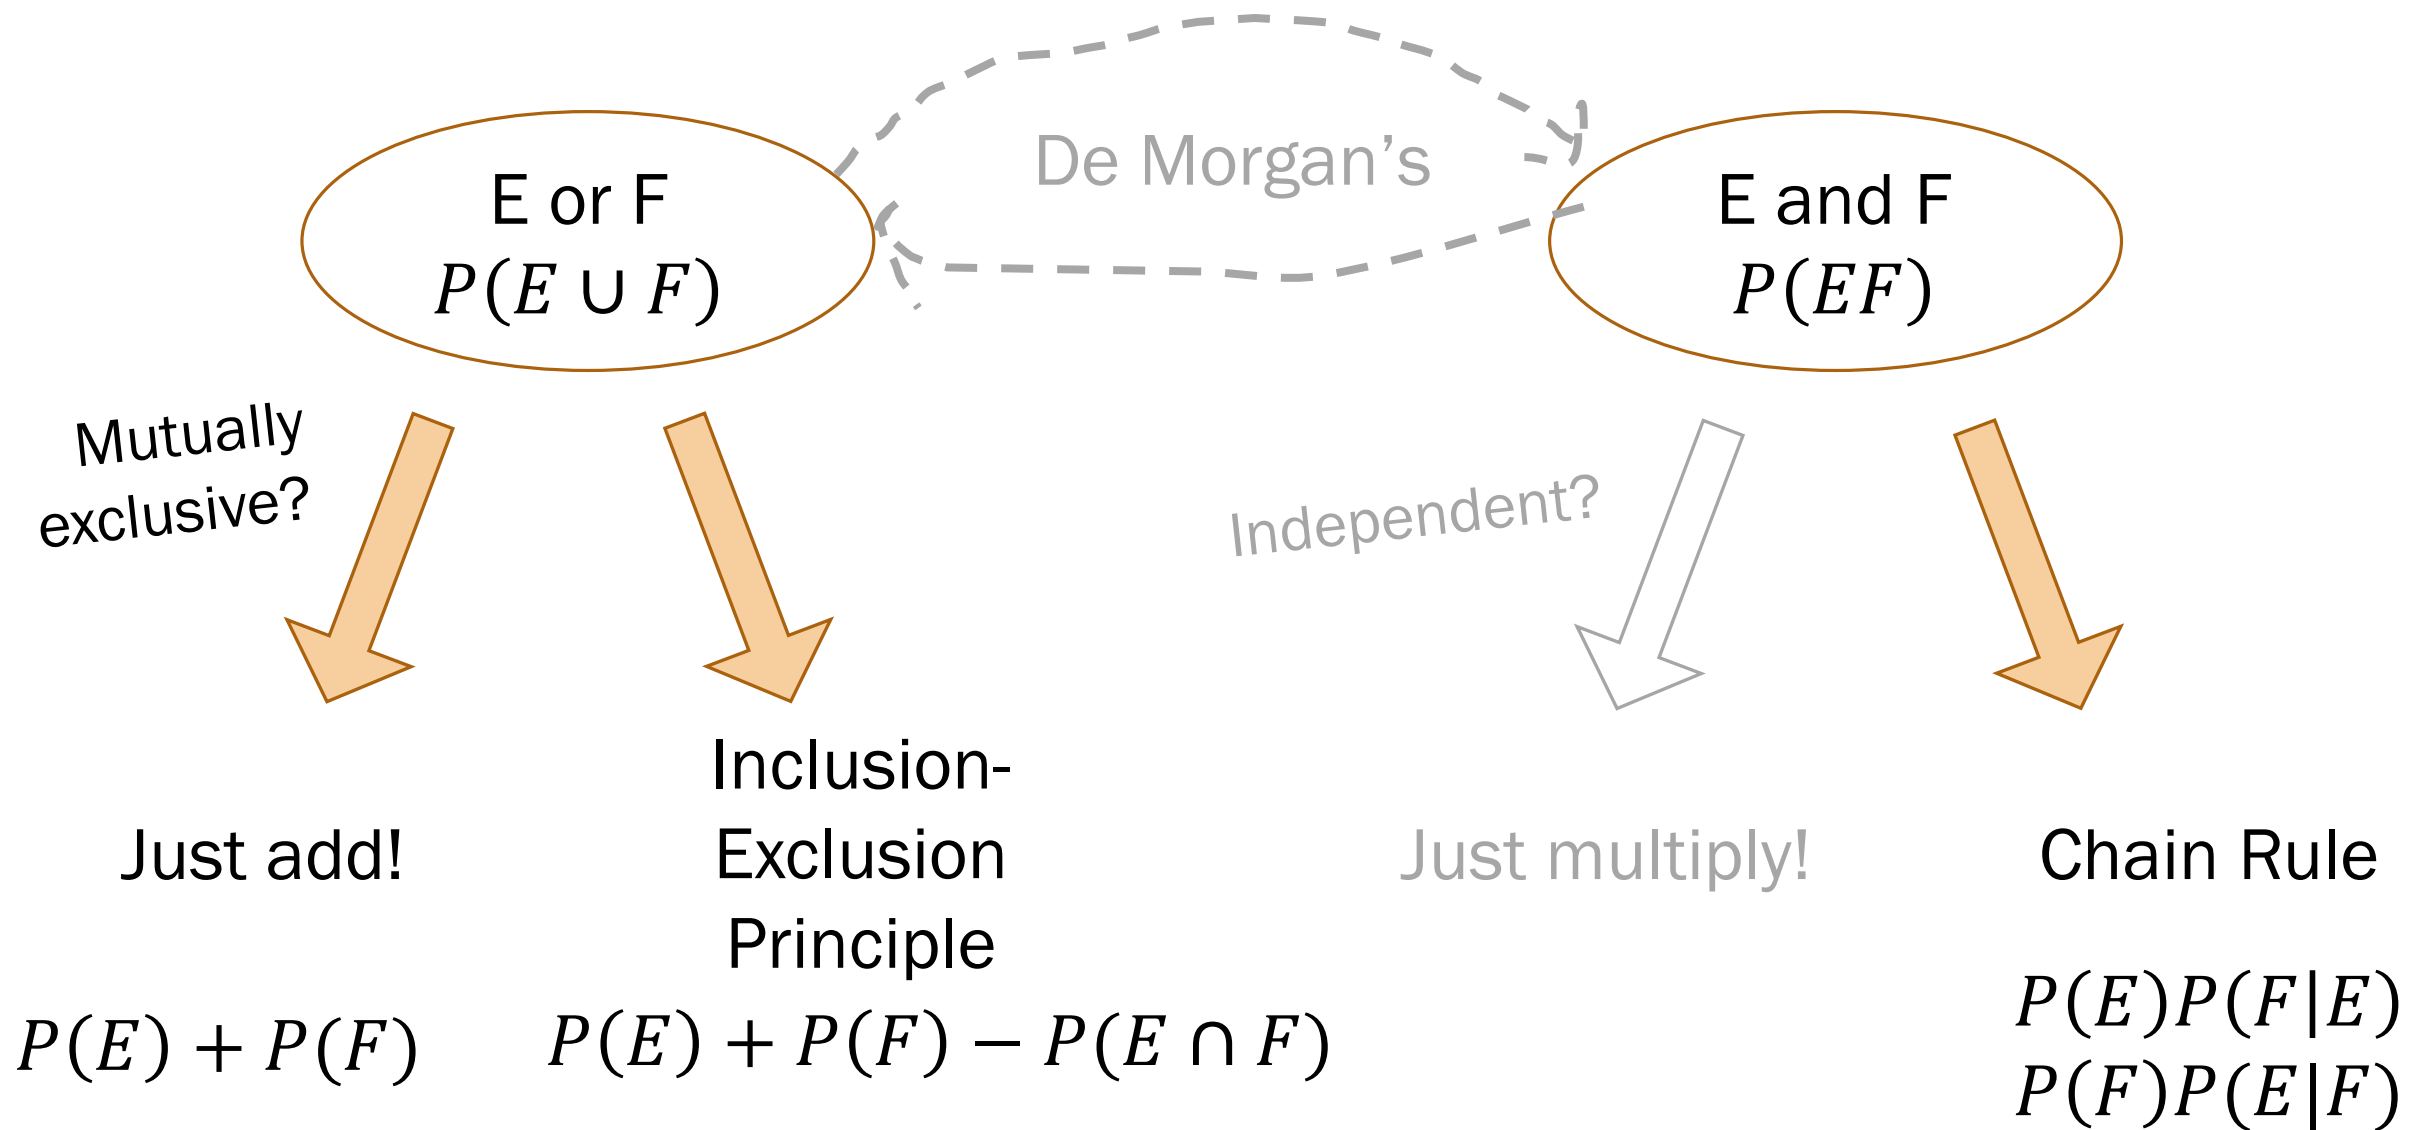 De Morgan’s
E or F
P(E ∪ F)
E and F
P(EF)
Mutually
exclusive?
Independent?
Just add!
P(E) + P(F)
Inclusion-
Exclusion
Principle
P(E) + P(F) − P(E ∩ F)
Just multiply!
Chain Rule
P(E)P(F|E)
P(F)P(E|F)